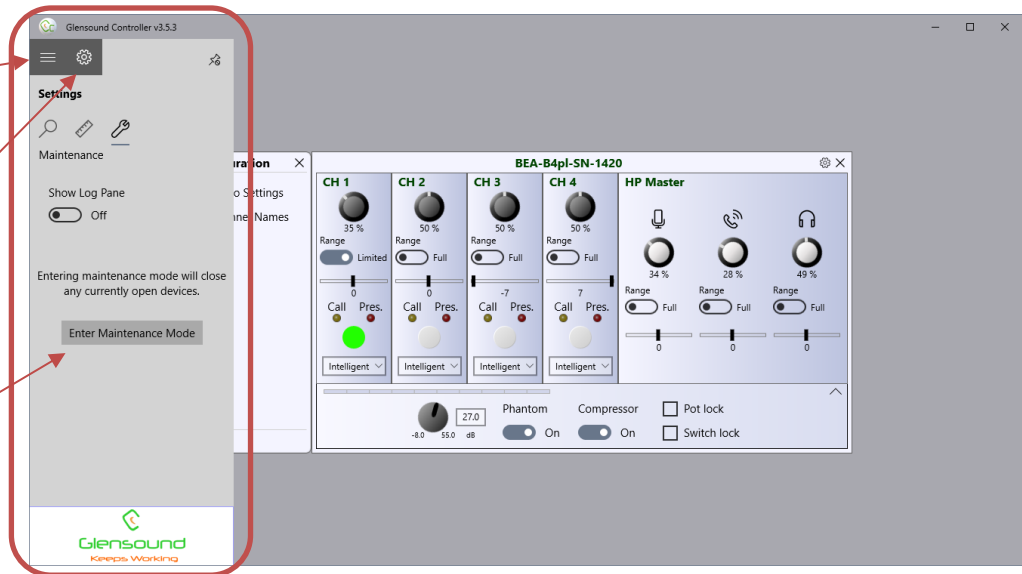 Glensound Controller v3.5.3
Settings
Maintenance
Show Log Pane
Off
Entering maintenance mode will close
any currently open devices.
Enter Maintenance Mode
Glensound
Keeps Working
uration
o Settings
nnel Names
BEA-B4pl-SN-1420
CH 1
35 %
Range
Limited
0
Call Pres.
Intelligent
CH 2
50 %
Range
Full
0
Call Pres.
Intelligent
CH 3
50 %
Range
Full
-7
Call Pres.
Intelligent
CH 4
50 %
Range
Full
7
Call Pres.
Intelligent
HP Master
34 %
Range
Full
0
28 %
Range
Full
0
49 %
Range
Full
0
-8.0 55.0
27.0
dB
Phantom
On
Compressor
On
Pot lock
Switch lock